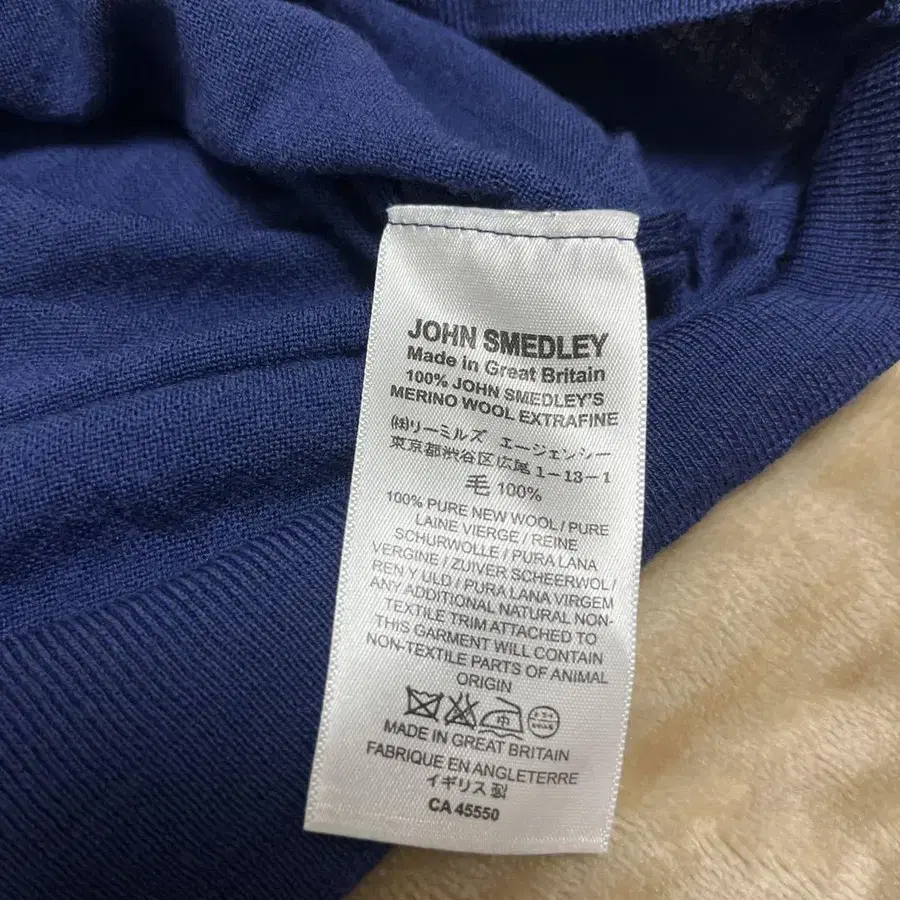 JOHN SMEDLEY
Made in Great Britain
100% JOHN SMEDLEY'S
MERINO WOOL EXTRAFINE
㈱リーミルズ エージェンシー
東京都渋谷区広尾1-13-1
毛 100%
100% PURE NEW WOOL / PURE
LAINE VIERGE / REINE
SCHURWOLLE / PURA LANA
VERGINE / ZUIVER SCHEERWOL /
REN Y ULD / PURA LANA VIRGEM
ANY ADDITIONAL NATURAL NON-
TEXTILE TRIM ATTACHED TO
THIS GARMENT WILL CONTAIN
NON-TEXTILE PARTS OF ANIMAL
ORIGIN
中 ドライ
MADE IN GREAT BRITAIN
FABRIQUE EN ANGLETERRE
イギリス製
CA 45550